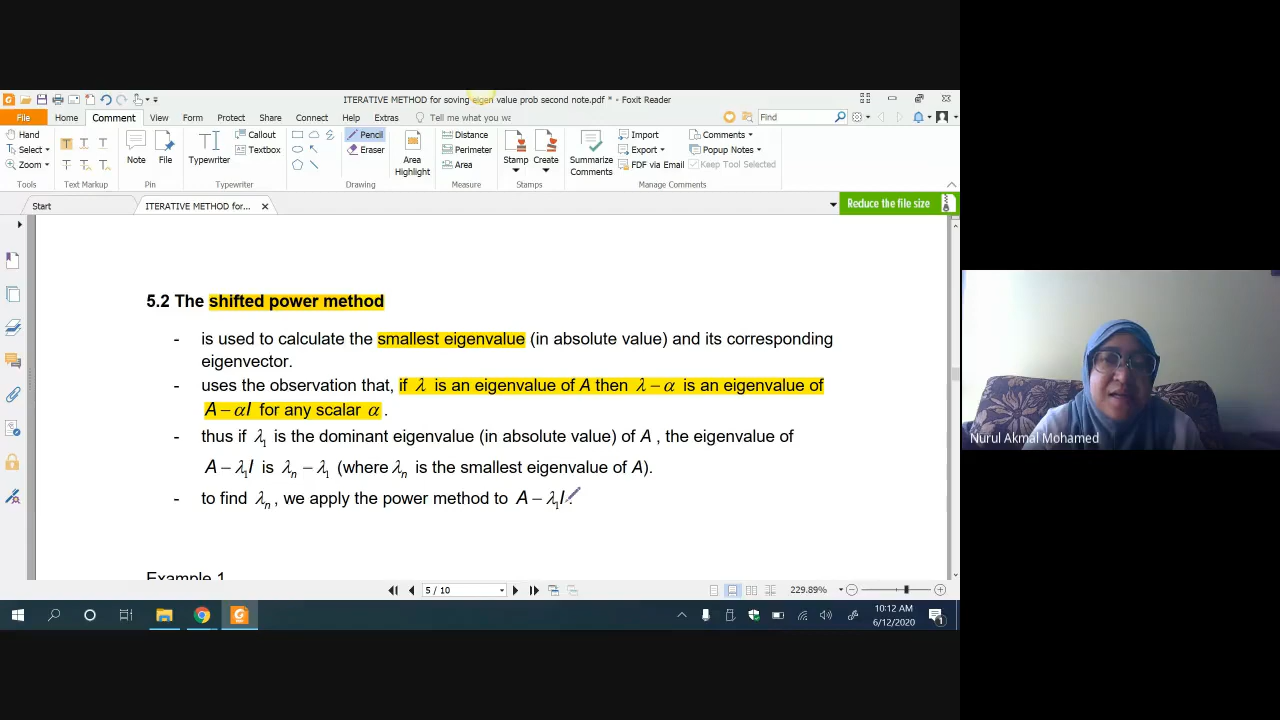 ITERATIVE METHOD for soving eigen value prob second note.pdf * - Foxit Reader
File Home Comment View Form Protect Share Connect Help Extras Tell me what you wa Find
Hand
Select
Zoom
Tools
T T T
Text Markup
Note File
Pin
Typewriter
Callout
Textbox
Typewriter
Pencil
Eraser
Drawing
Area Highlight
Distance
Perimeter
Area
Measure
Stamp Create
Stamps
Summarize Comments
Import
Export
FDF via Email
Comments
Popup Notes
Keep Tool Selected
Manage Comments
Start ITERATIVE METHOD for... Reduce the file size
5.2 The shifted power method
- is used to calculate the smallest eigenvalue (in absolute value) and its corresponding
eigenvector.
- uses the observation that, if λ is an eigenvalue of A then λ − α is an eigenvalue of
A − αI for any scalar α .
- thus if λ₁ is the dominant eigenvalue (in absolute value) of A , the eigenvalue of
A − λ₁I is λₙ − λ₁ (where λₙ is the smallest eigenvalue of A).
- to find λₙ , we apply the power method to A − λ₁I .
Example 1
5 / 10 229.89%
10:12 AM
6/12/2020
Nurul Akmal Mohamed